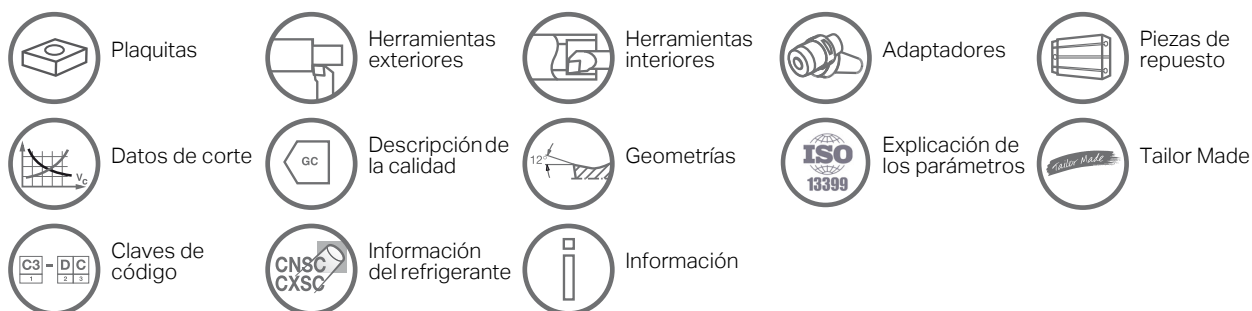 Plaquitas
Herramientas
exteriores
Herramientas
interiores
Adaptadores
Piezas de
repuesto
Vc
Datos de corte
GC
Descripción de
la calidad
12°
Geometrías
ISO
13399
Explicación de
los parámetros
Tailor Made
Tailor Made
C3 - D C
1 2 3
Claves de
código
CNSC
CXSC
Información
del refrigerante
Información